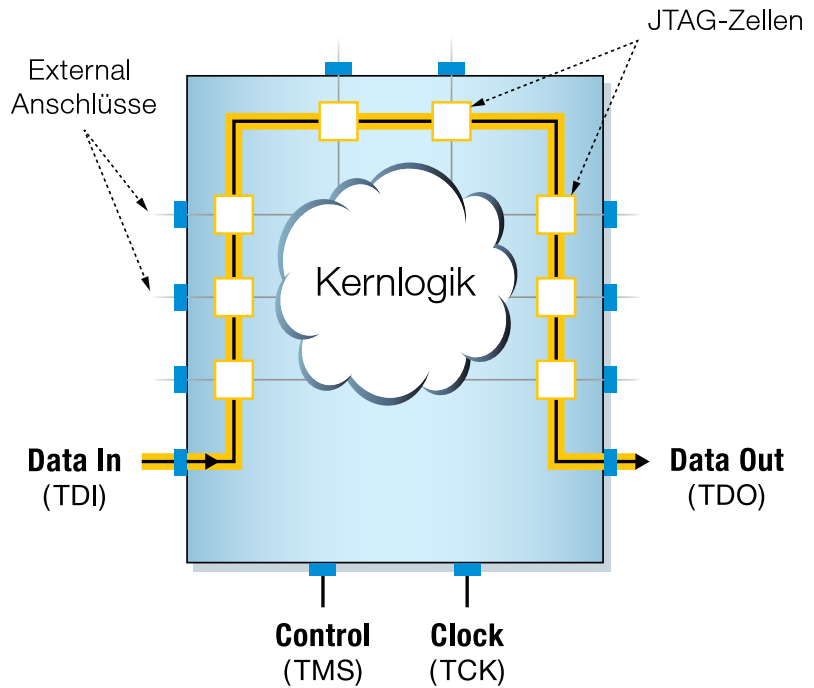 JTAG-Zellen
External
Anschlüsse
Kernlogik
Data In
(TDI)
Data Out
(TDO)
Control
(TMS)
Clock
(TCK)